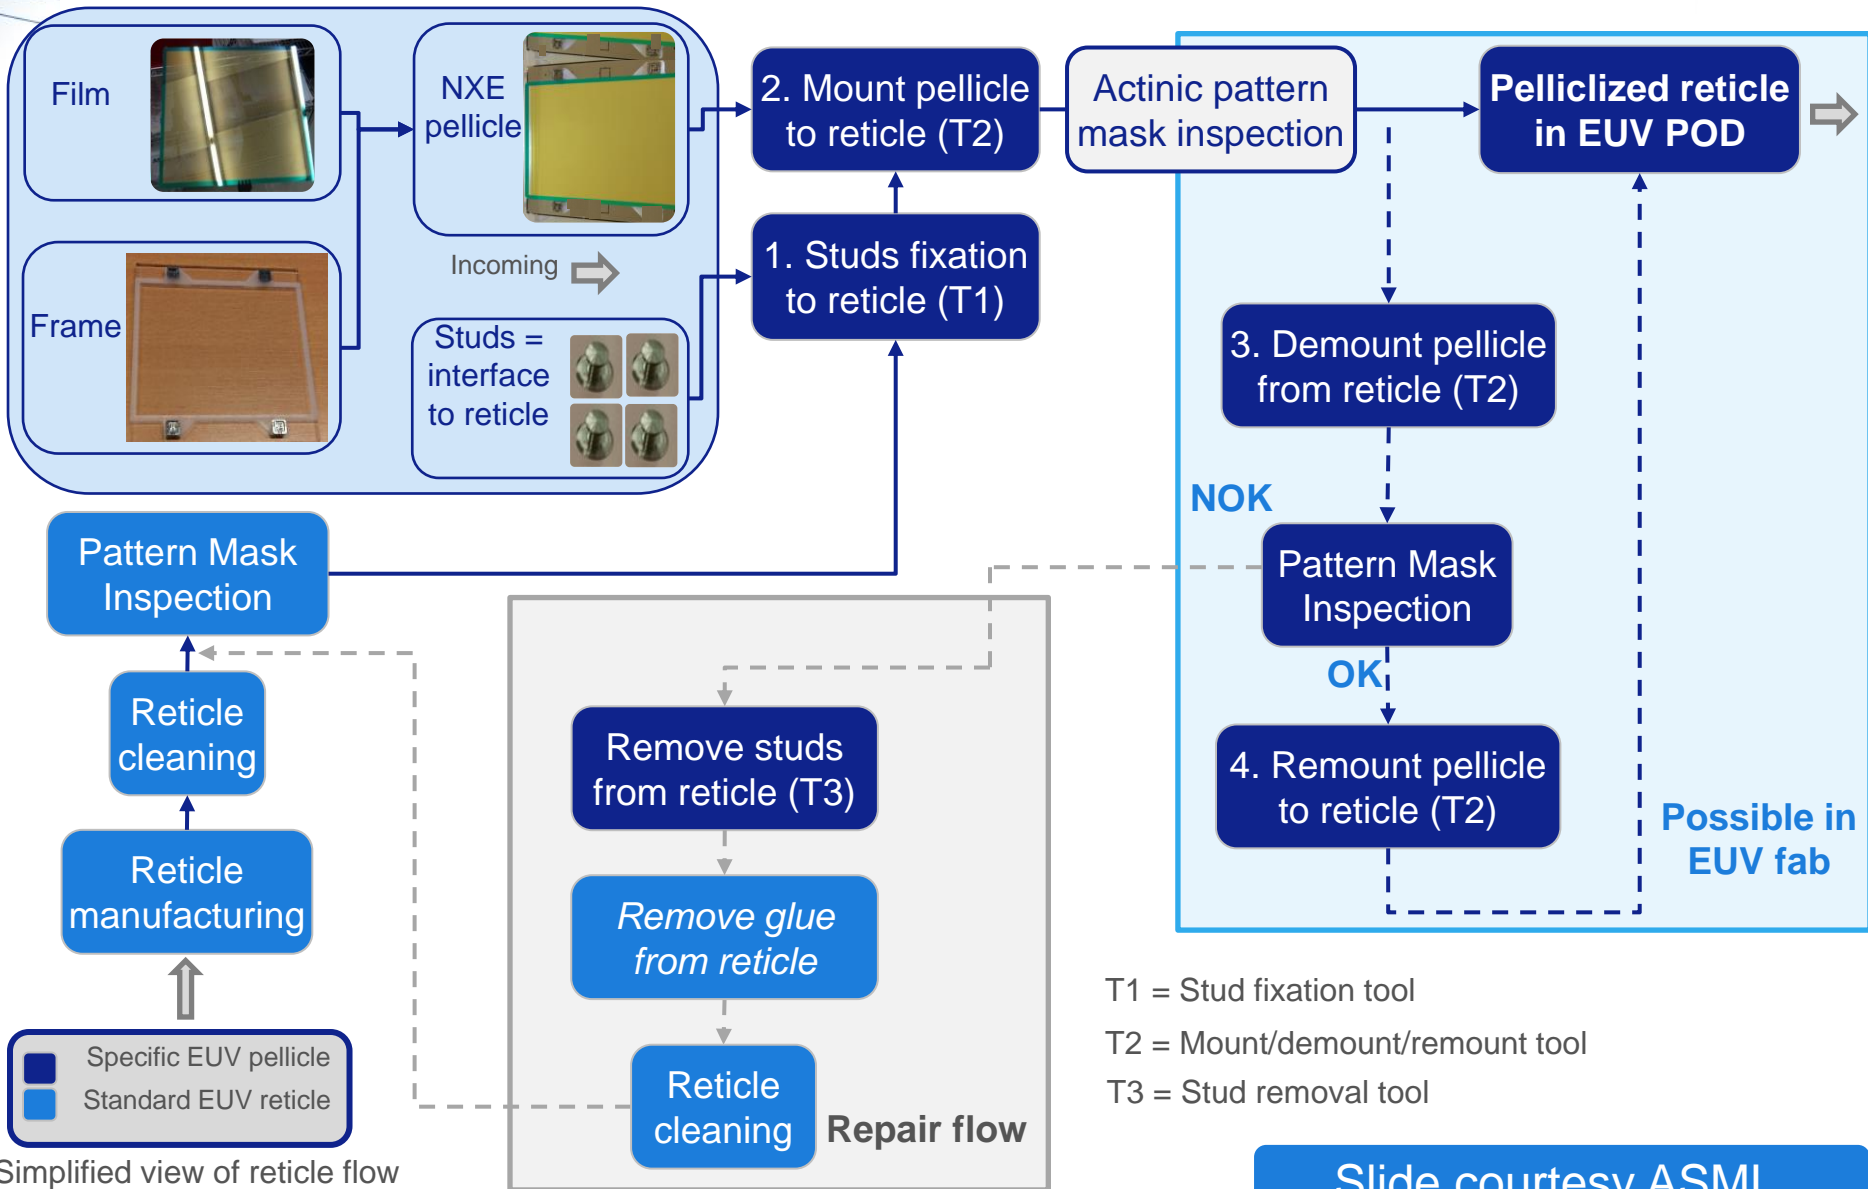 Film
NXE
pellicle
2. Mount pellicle
to reticle (T2)
Actinic pattern
mask inspection
Pelliclized reticle
in EUV POD
Frame
Incoming
Studs =
interface
to reticle
1. Studs fixation
to reticle (T1)
3. Demount pellicle
from reticle (T2)
NOK
Pattern Mask
Inspection
OK
4. Remount pellicle
to reticle (T2)
Possible in
EUV fab
Pattern Mask
Inspection
Reticle
cleaning
Reticle
manufacturing
Remove studs
from reticle (T3)
Remove glue
from reticle
Reticle
cleaning
Repair flow
Specific EUV pellicle
Standard EUV reticle
Simplified view of reticle flow
T1 = Stud fixation tool
T2 = Mount/demount/remount tool
T3 = Stud removal tool
Slide courtesy ASML